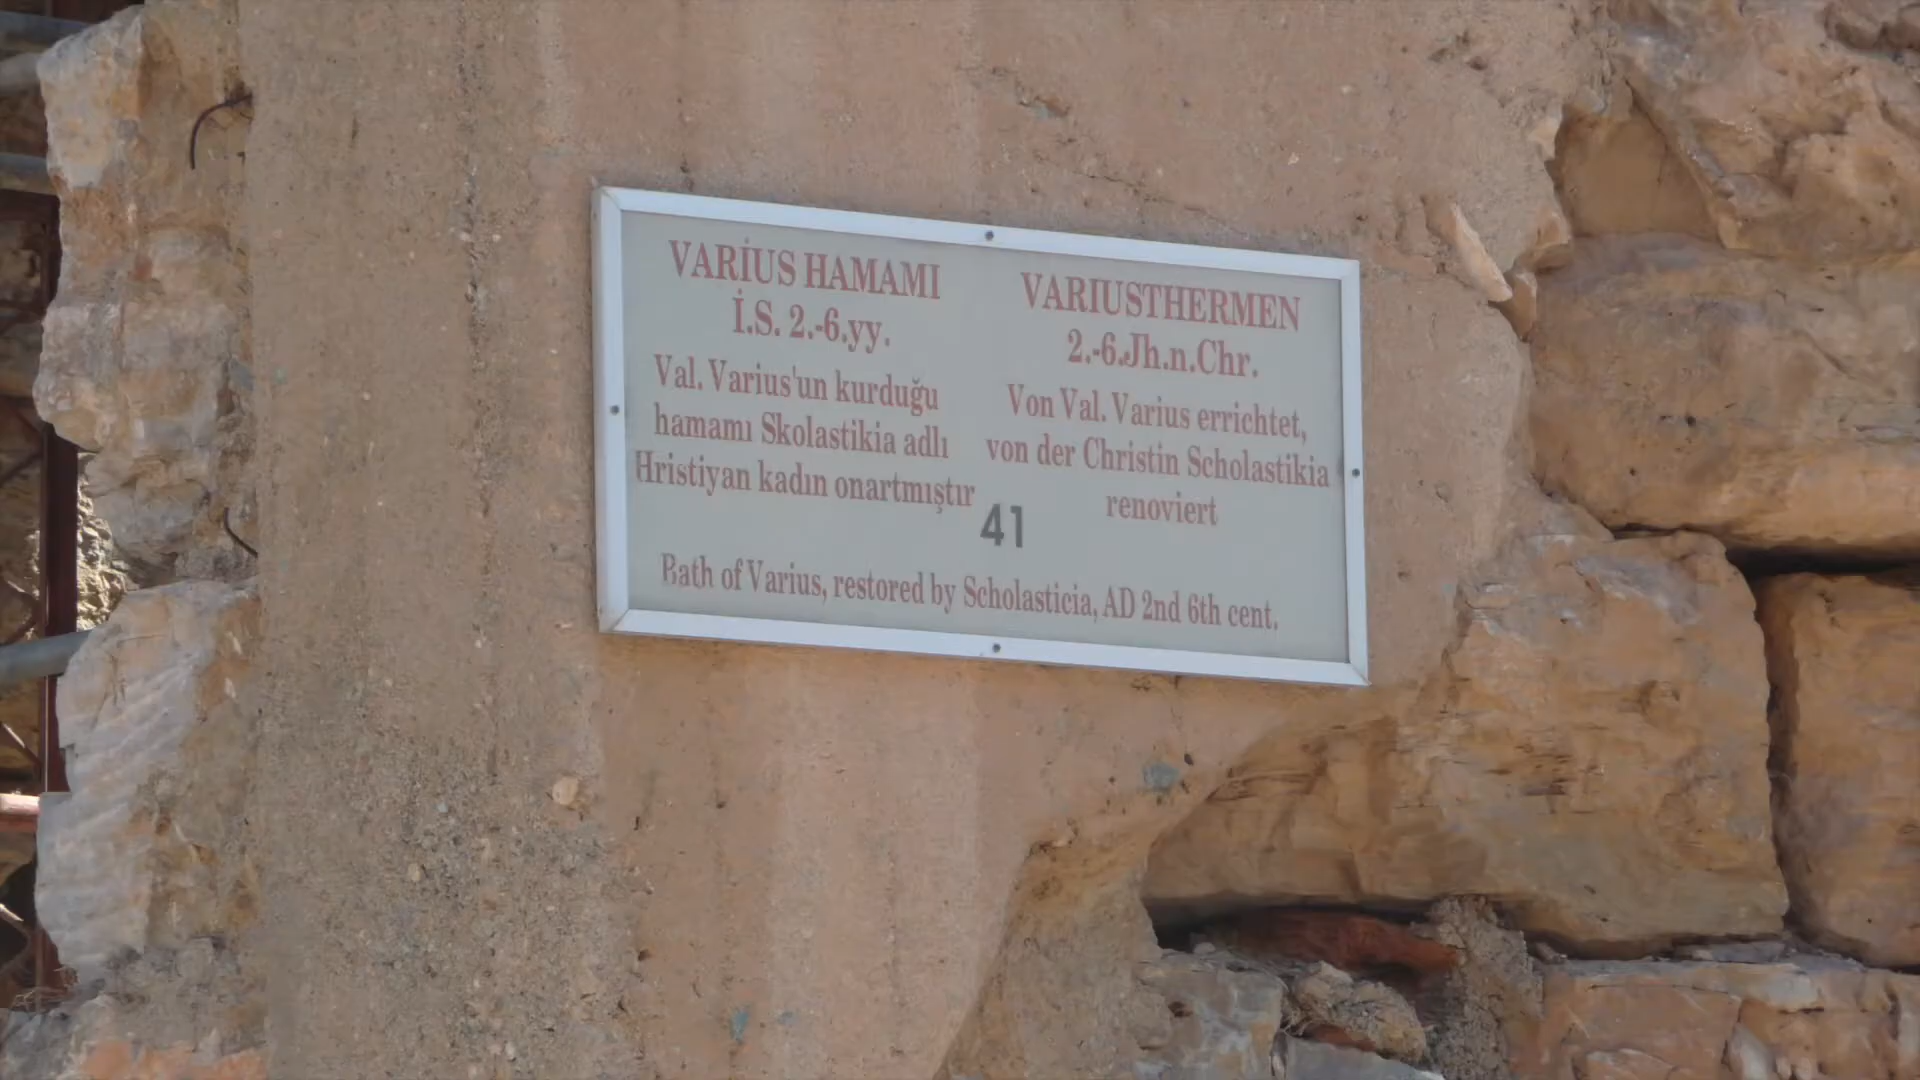 VARİUS HAMAMI
İ.S. 2.-6.yy.
Val. Varius'un kurduğu
hamamı Skolastikia adlı
Hristiyan kadın onartmıştır
VARIUSTHERMEN
2.-6.Jh.n.Chr.
Von Val. Varius errichtet,
von der Christin Scholastikia
renoviert
41
Bath of Varius, restored by Scholasticia, AD 2nd 6th cent.